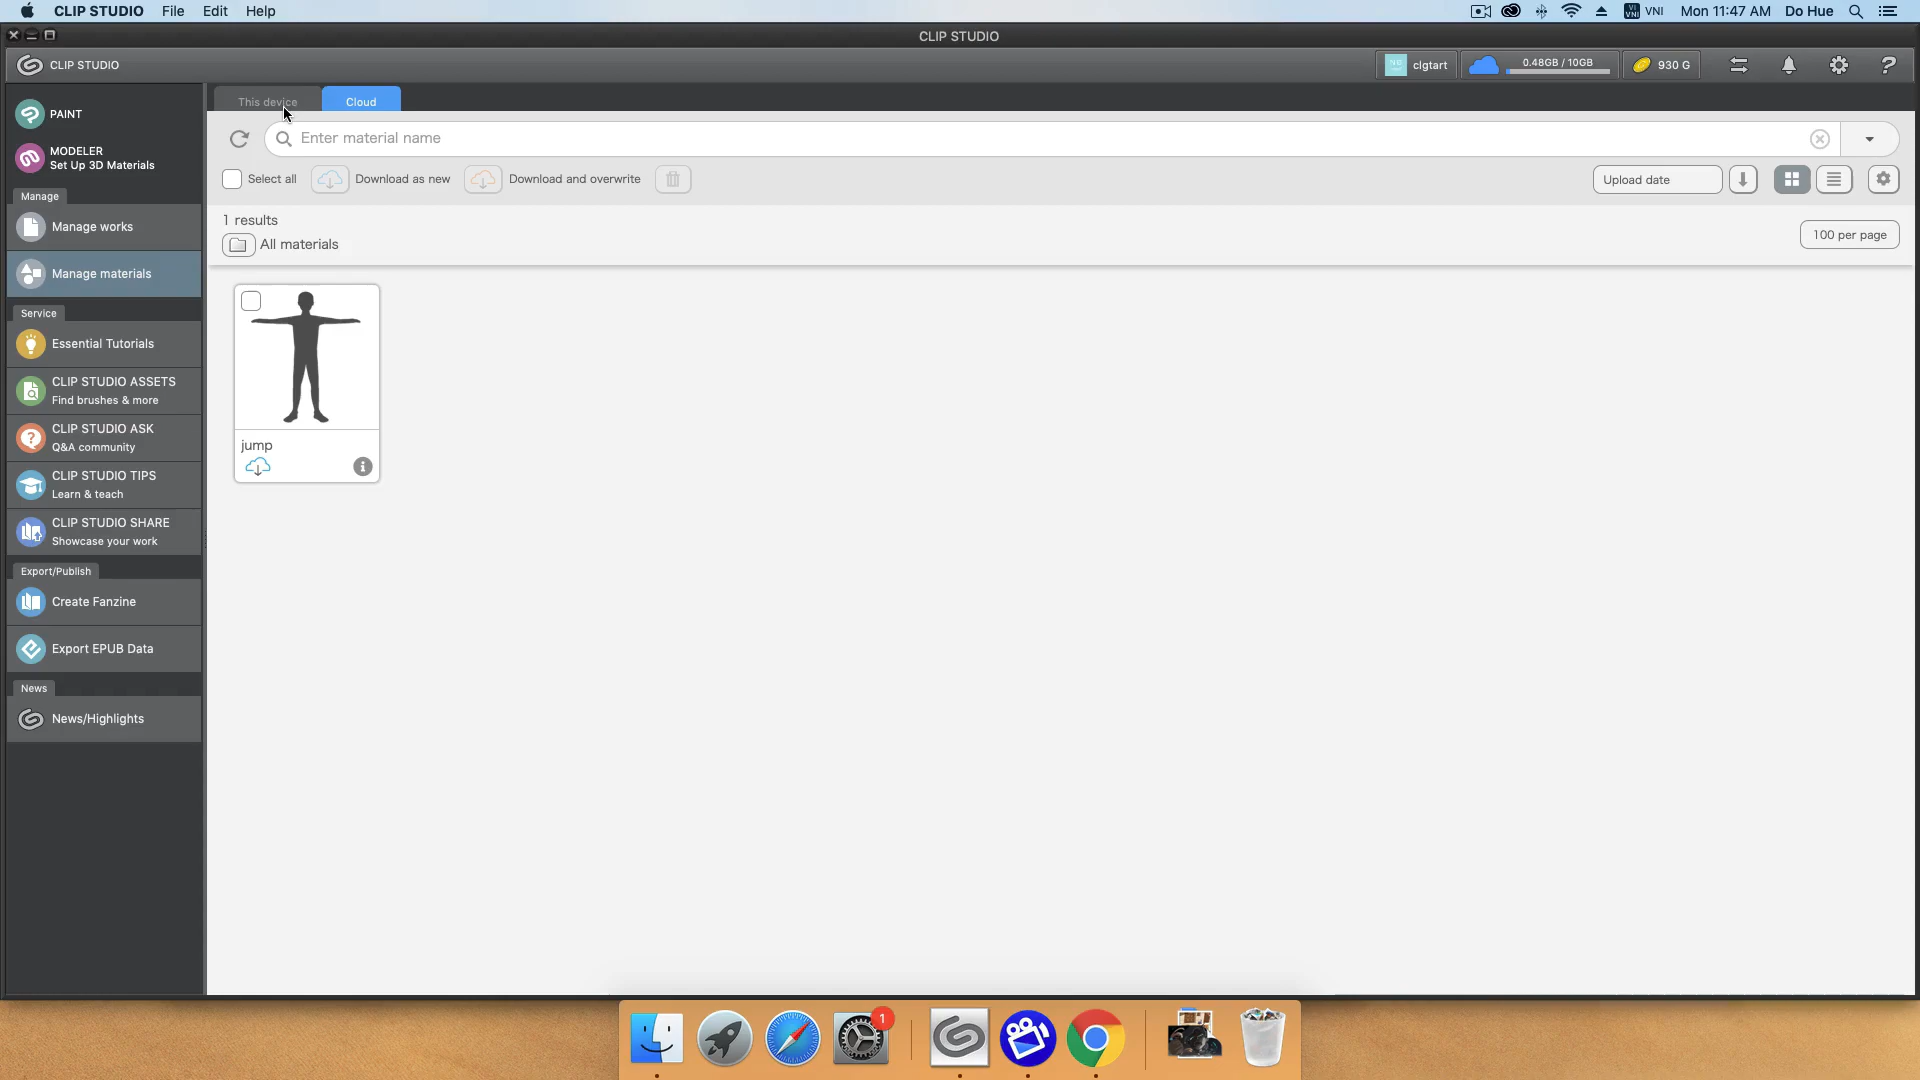 CLIP STUDIO File Edit Help VNI Mon 11:47 AM Do Hue
CLIP STUDIO
CLIP STUDIO clgtart 0.48GB / 10GB 930 G
This device Cloud
PAINT
Enter material name
MODELER
Set Up 3D Materials
Select all Download as new Download and overwrite Upload date
Manage
Manage works
1 results
All materials
100 per page
Manage materials
Service
Essential Tutorials
CLIP STUDIO ASSETS
Find brushes & more
CLIP STUDIO ASK
Q&A community
jump
CLIP STUDIO TIPS
Learn & teach
CLIP STUDIO SHARE
Showcase your work
Export/Publish
Create Fanzine
Export EPUB Data
News
News/Highlights
1